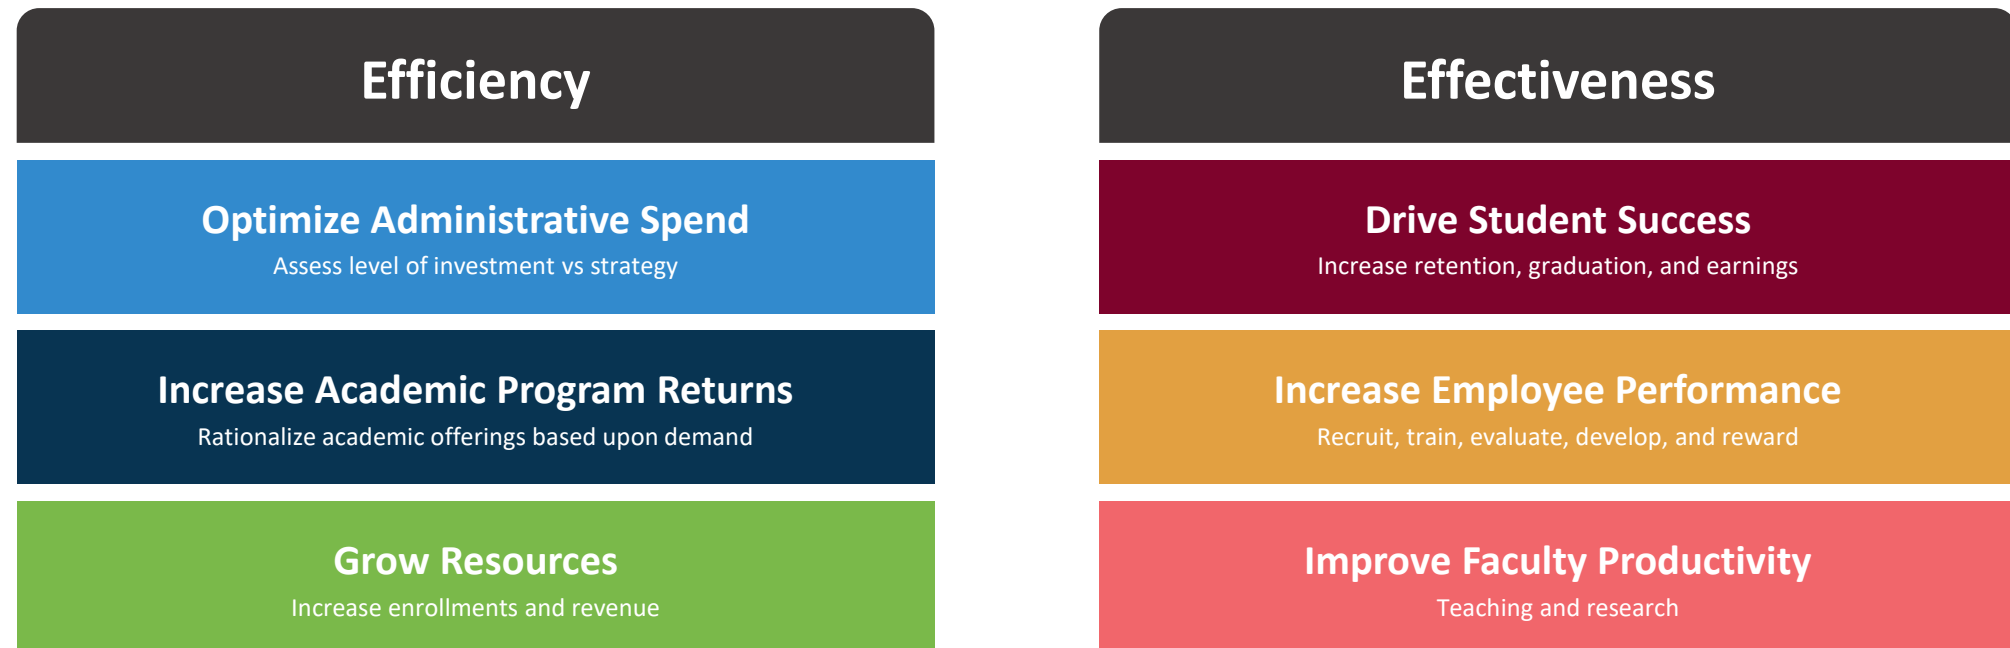 Efficiency
Optimize Administrative Spend
Assess level of investment vs strategy
Increase Academic Program Returns
Rationalize academic offerings based upon demand
Grow Resources
Increase enrollments and revenue
Effectiveness
Drive Student Success
Increase retention, graduation, and earnings
Increase Employee Performance
Recruit, train, evaluate, develop, and reward
Improve Faculty Productivity
Teaching and research